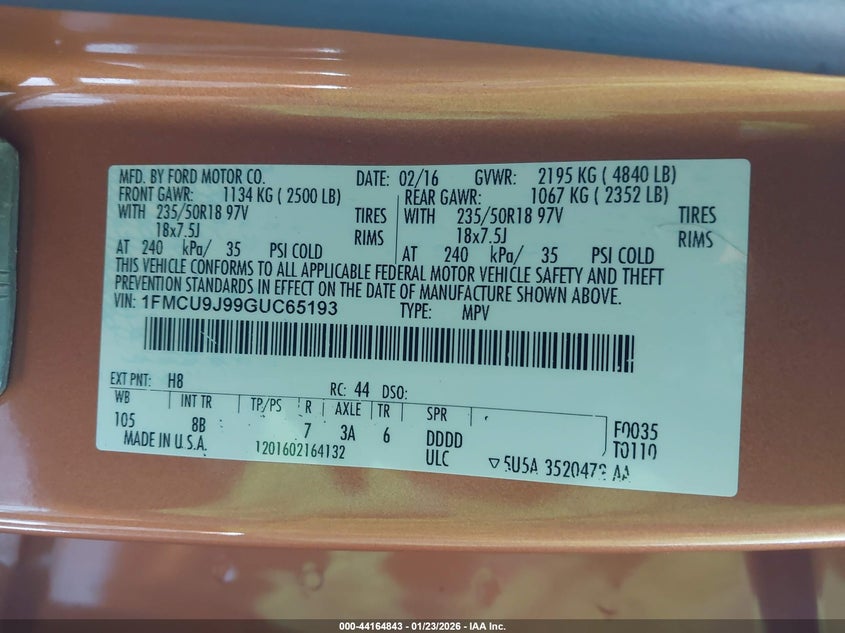 MFD. BY FORD MOTOR CO. DATE: 02/16 GVWR: 2195 KG ( 4840 LB)
FRONT GAWR: 1134 KG ( 2500 LB) REAR GAWR: 1067 KG ( 2352 LB)
WITH 235/50R18 97V TIRES WITH 235/50R18 97V TIRES
18x7.5J RIMS 18x7.5J RIMS
AT 240 kPa/ 35 PSI COLD AT 240 kPa/ 35 PSI COLD
THIS VEHICLE CONFORMS TO ALL APPLICABLE FEDERAL MOTOR VEHICLE SAFETY AND THEFT
PREVENTION STANDARDS IN EFFECT ON THE DATE OF MANUFACTURE SHOWN ABOVE.
VIN: 1FMCU9J99GUC65193 TYPE: MPV
EXT PNT: H8 RC: 44 DSO:
WB INT TR TP/PS R AXLE TR SPR
105 8B 7 3A 6 DDDD F0035
MADE IN U.S.A. 1201602164132 ULC T0110
5U5A 3520472 AA
000-44164843 - 01/23/2026 - IAA Inc.